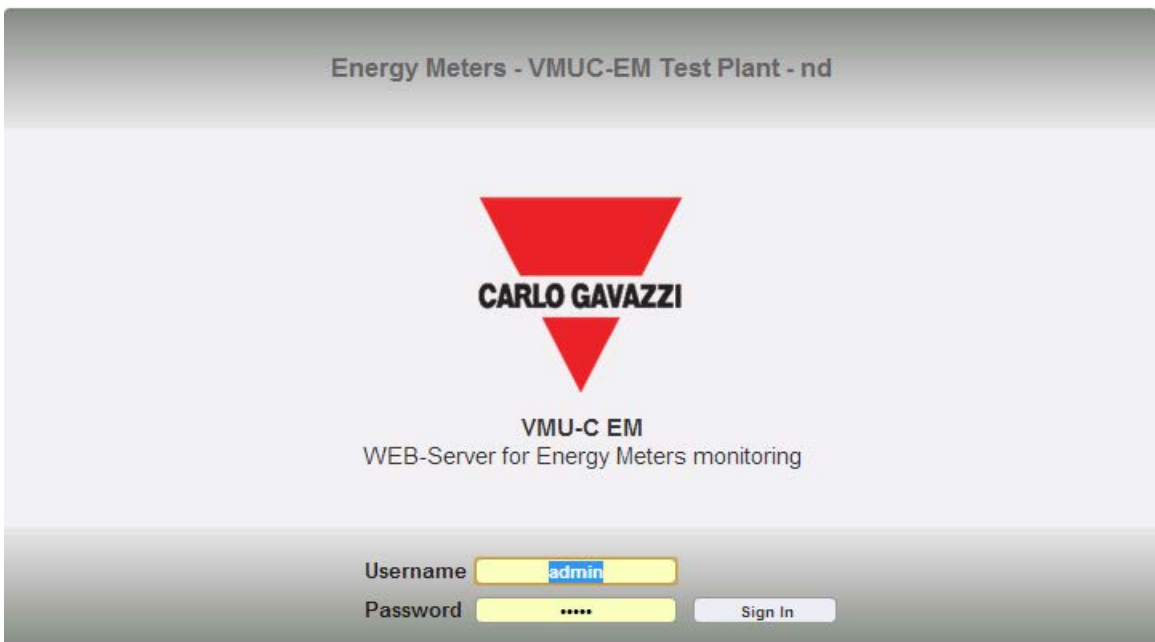 Energy Meters - VMUC-EM Test Plant - nd
CARLO GAVAZZI
VMU-C EM
WEB-Server for Energy Meters monitoring
Username admin
Password ••••• Sign In